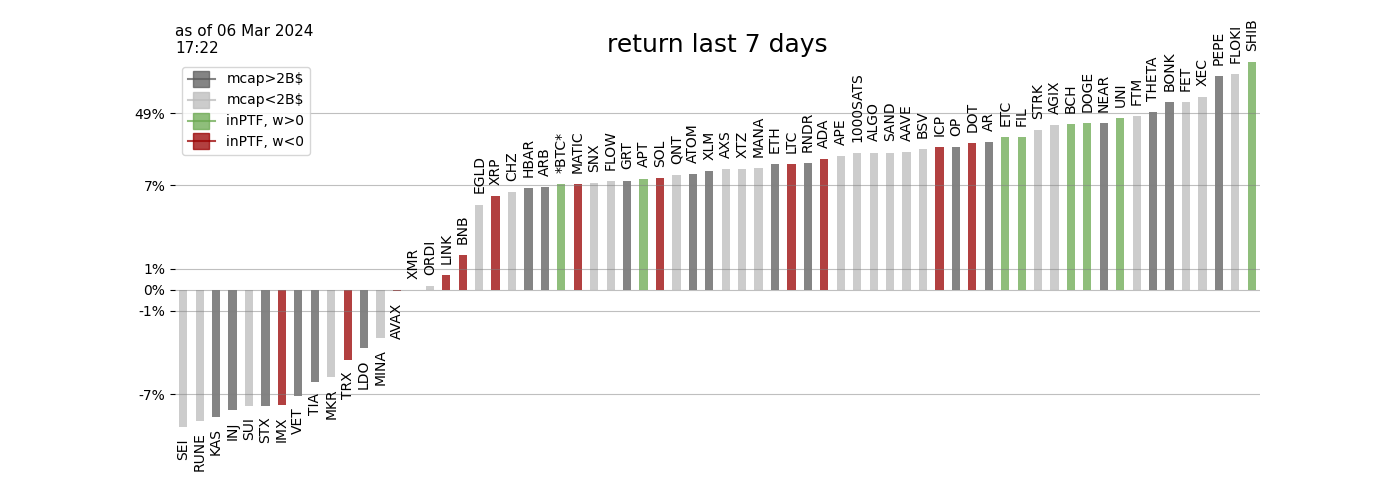 as of 06 Mar 2024
17:22
return last 7 days
mcap>2B$
mcap<2B$
inPTF, w>0
inPTF, w<0
49%
7%
1%
0%
-1%
-7%
SEI
RUNE
KAS
INJ
SUI
STX
IMX
VET
TIA
MKR
TRX
LDO
MINA
AVAX
XMR
ORDI
LINK
BNB
EGLD
XRP
CHZ
HBAR
ARB
*BTC*
MATIC
SNX
FLOW
GRT
APT
SOL
QNT
ATOM
XLM
AXS
XTZ
MANA
ETH
LTC
RNDR
ADA
APE
1000SATS
ALGO
SAND
AAVE
BSV
ICP
OP
DOT
AR
ETC
FIL
STRK
AGIX
BCH
DOGE
NEAR
UNI
FTM
THETA
BONK
FET
XEC
PEPE
FLOKI
SHIB